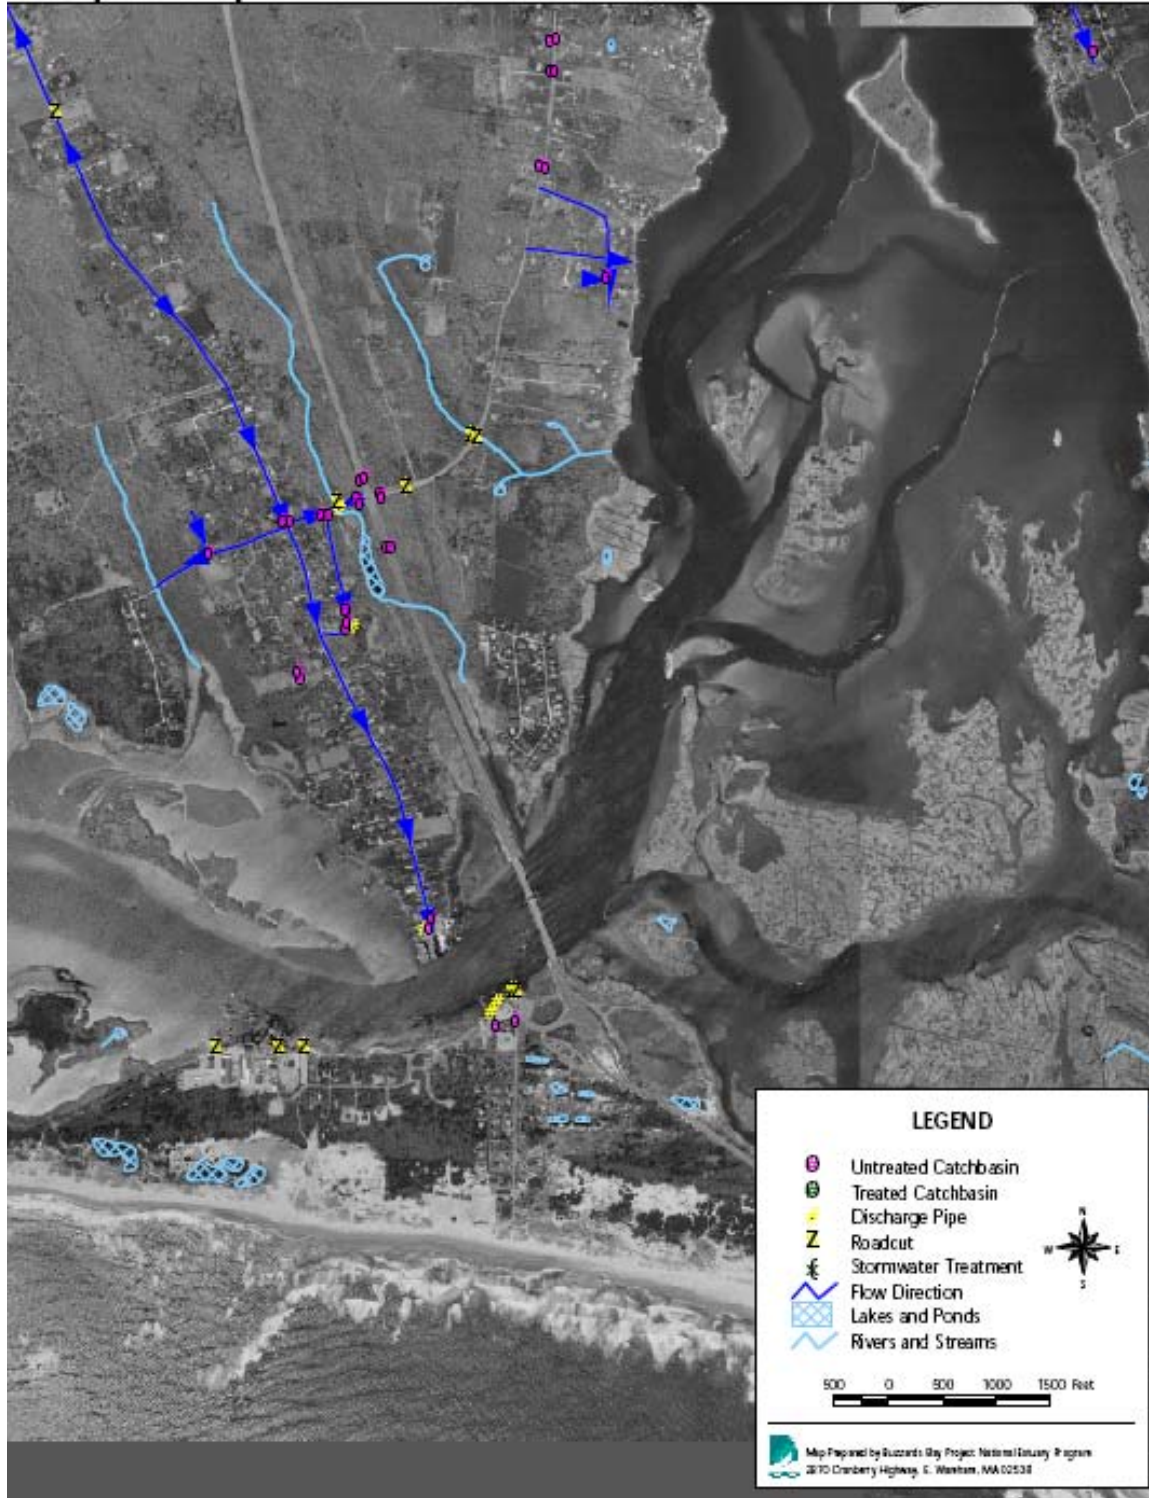 LEGEND
Untreated Catchbasin
Treated Catchbasin
Discharge Pipe
Roadcut
Stormwater Treatment
Flow Direction
Lakes and Ponds
Rivers and Streams
N
W E
S
500 0 500 1000 1500 Feet
Map Prepared by Buzzards Bay Project National Estuary Program
2870 Cranberry Highway, E. Wareham, MA 02538